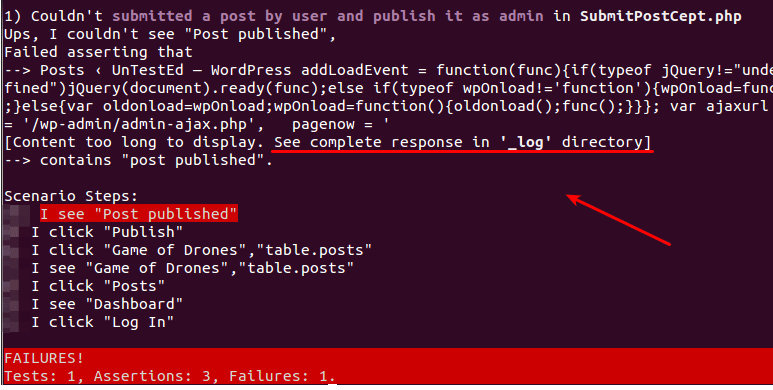 1) Couldn't submitted a post by user and publish it as admin in SubmitPostCept.php
Ups, I couldn't see "Post published",
Failed asserting that
--> Posts ‹ UnTestEd — WordPress addLoadEvent = function(func){if(typeof jQuery!="unde
fined")jQuery(document).ready(func);else if(typeof wpOnload!='function'){wpOnload=func
;}else{var oldonload=wpOnload;wpOnload=function(){oldonload();func();}}}; var ajaxurl
= '/wp-admin/admin-ajax.php',   pagenow = '
[Content too long to display. See complete response in '_log' directory]
--> contains "post published".
Scenario Steps:
I see "Post published"
I click "Publish"
I click "Game of Drones","table.posts"
I see "Game of Drones","table.posts"
I click "Posts"
I see "Dashboard"
I click "Log In"
FAILURES!
Tests: 1, Assertions: 3, Failures: 1.